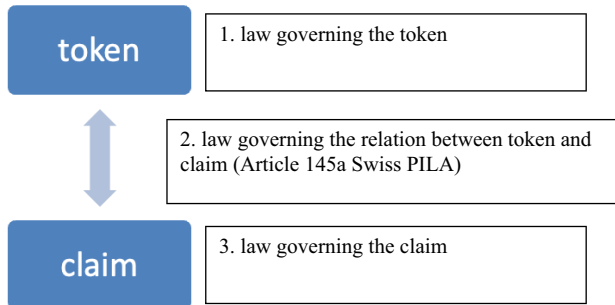 token
1. law governing the token
2. law governing the relation between token and
claim (Article 145a Swiss PILA)
claim
3. law governing the claim